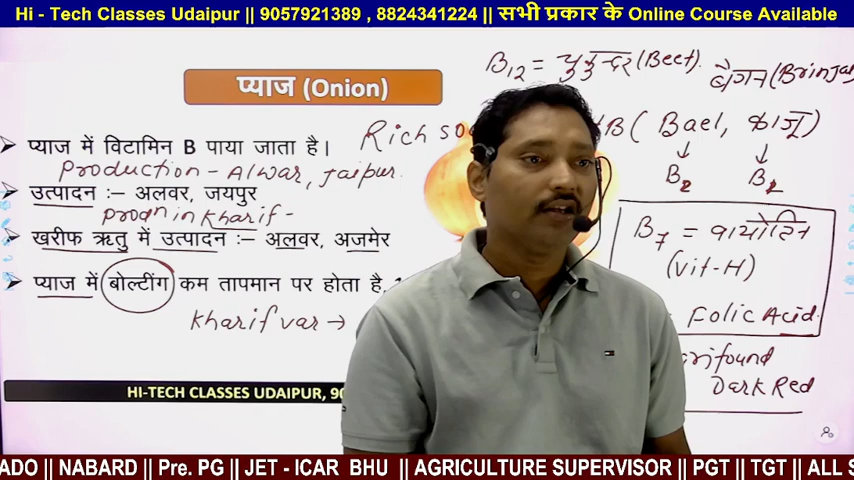 Hi - Tech Classes Udaipur || 9057921389 , 8824341224 || सभी प्रकार के Online Course Available
B12 = चुकुन्दर (Beet).
बैगन (Brinjal
प्याज (Onion)
प्याज में विटामिन B पाया जाता है।
Rich so
B ( Bael, काजू )
Production - Alwar, Jaipur.
B2
उत्पादन :– अलवर, जयपुर
prodn in kharif -
खरीफ ऋतु में उत्पादन :– अलवर, अजमेर
B7 =
(vit-H)
प्याज में बोल्टींग कम तापमान पर होता है.
Kharif var →
Folic Acid.
Dark Red
HI-TECH CLASSES UDAIPUR, 90
ADO || NABARD || Pre. PG || JET - ICAR BHU || AGRICULTURE SUPERVISOR || PGT || TGT || ALL S